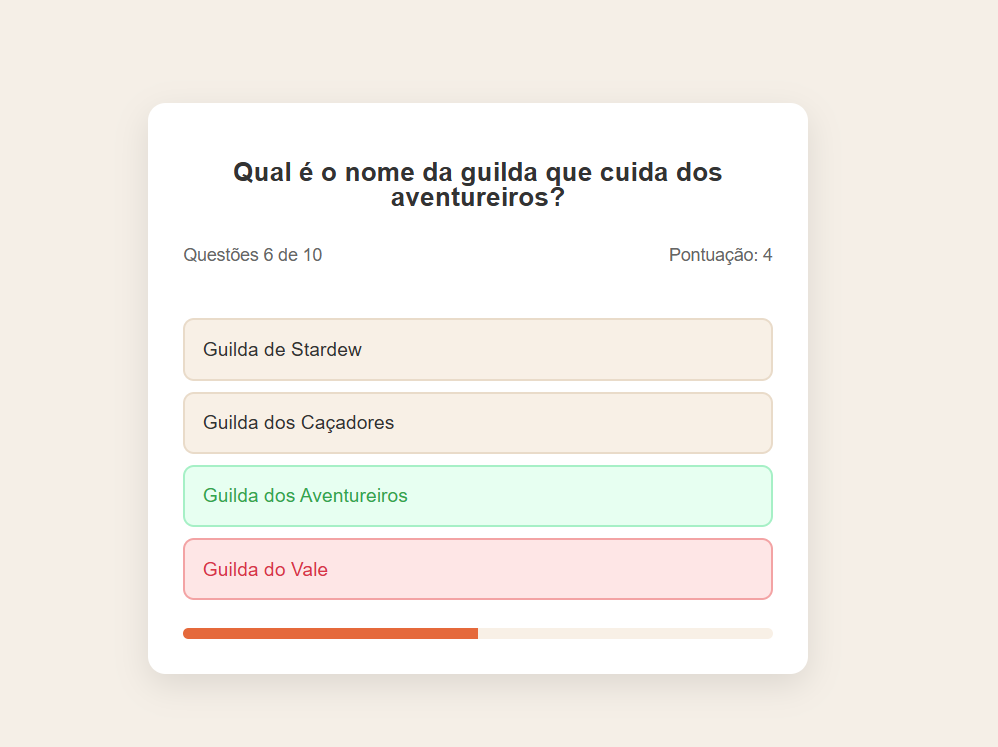 Qual é o nome da guilda que cuida dos
aventureiros?
Questões 6 de 10
Pontuação: 4
Guilda de Stardew
Guilda dos Caçadores
Guilda dos Aventureiros
Guilda do Vale